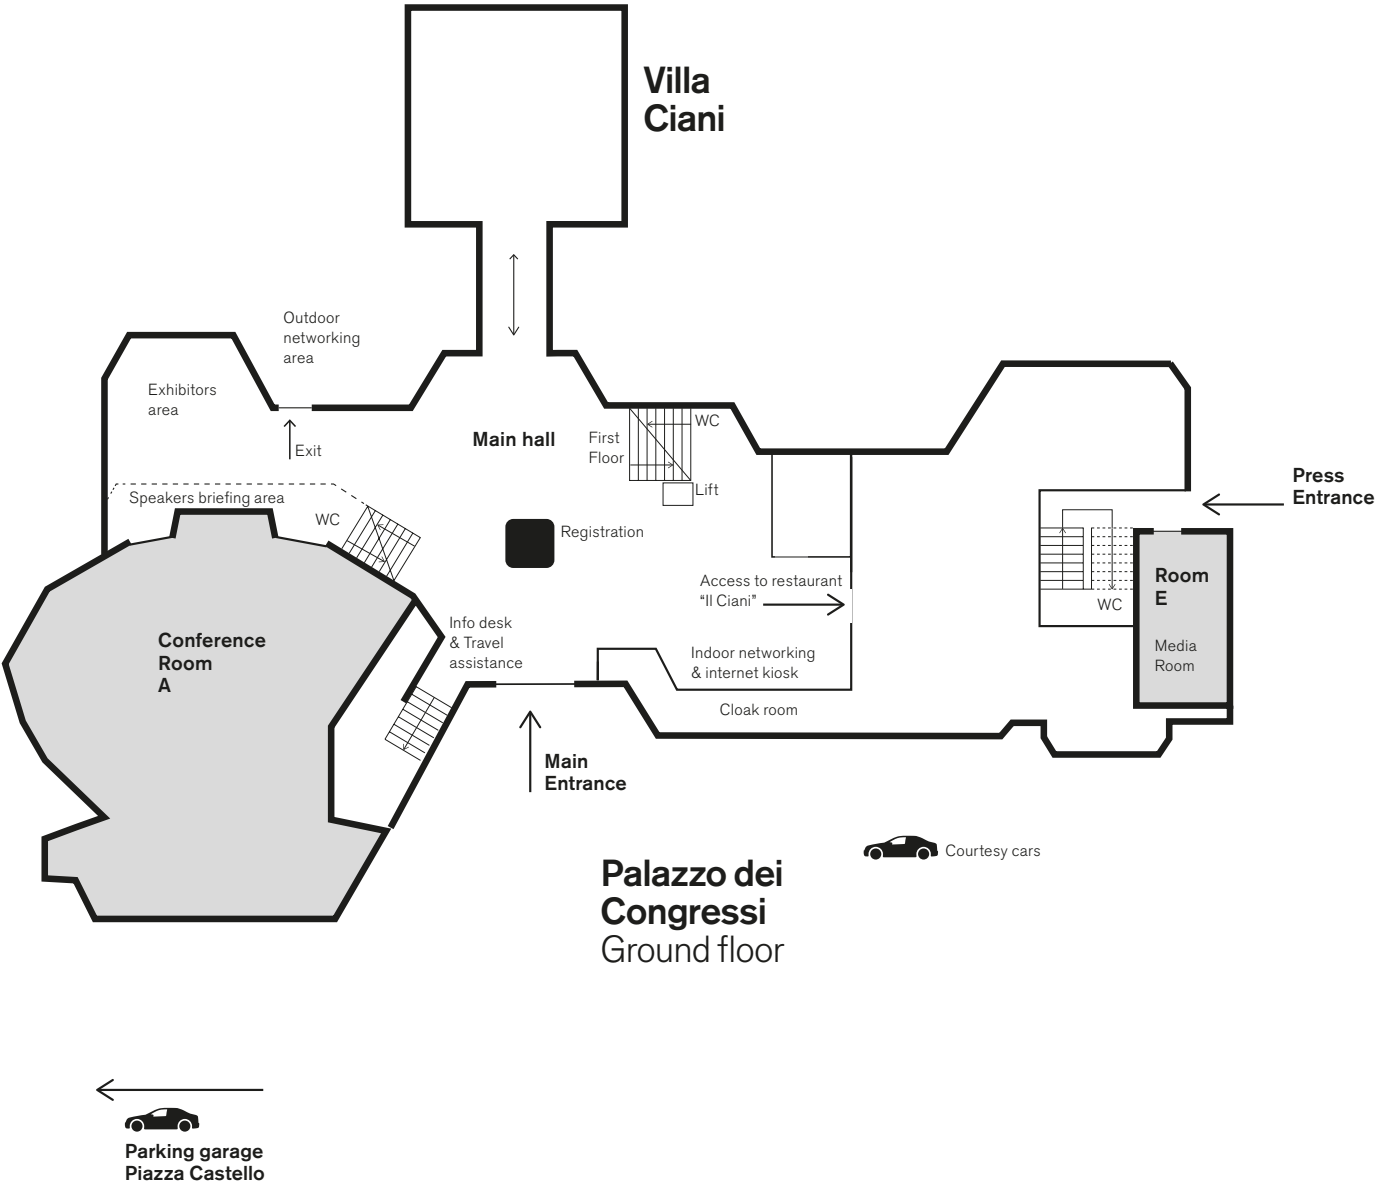 Villa
Ciani
Outdoor
networking
area
Exhibitors
area
Exit
Main hall
First
Floor
WC
Lift
Press
Entrance
Speakers briefing area
WC
Registration
Access to restaurant
“Il Ciani”
Room
E
WC
Media
Room
Info desk
& Travel
assistance
Conference
Room
A
Indoor networking
& internet kiosk
Cloak room
Main
Entrance
Courtesy cars
Palazzo dei
Congressi
Ground floor
Parking garage
Piazza Castello